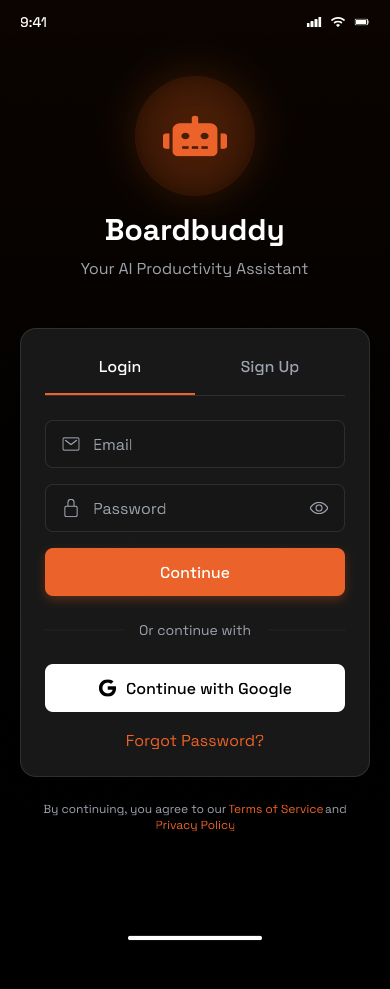 9:41
Boardbuddy
Your AI Productivity Assistant
Login
Sign Up
Email
Password
Continue
Or continue with
Continue with Google
Forgot Password?
By continuing, you agree to our Terms of Service and
Privacy Policy